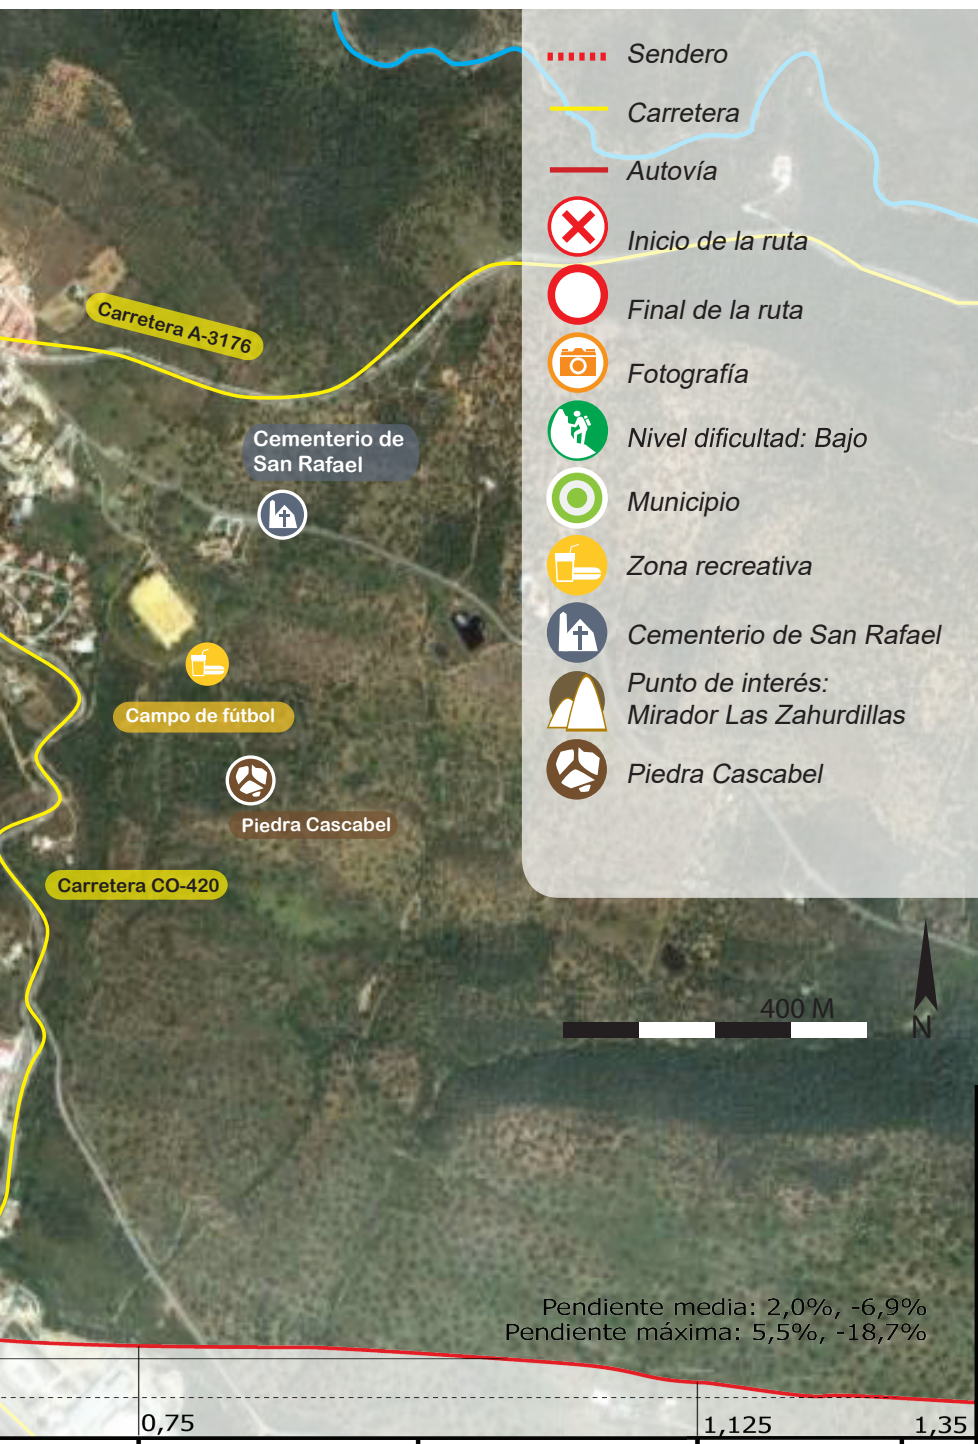 Sendero
Carretera
Autovía
Inicio de la ruta
Final de la ruta
Fotografía
Nivel dificultad: Bajo
Municipio
Zona recreativa
Cementerio de San Rafael
Punto de interés:
Mirador Las Zahurdillas
Piedra Cascabel
Carretera A-3176
Cementerio de
San Rafael
Campo de fútbol
Piedra Cascabel
Carretera CO-420
400 M
N
Pendiente media: 2,0%, -6,9%
Pendiente máxima: 5,5%, -18,7%
0,75
1,125
1,35